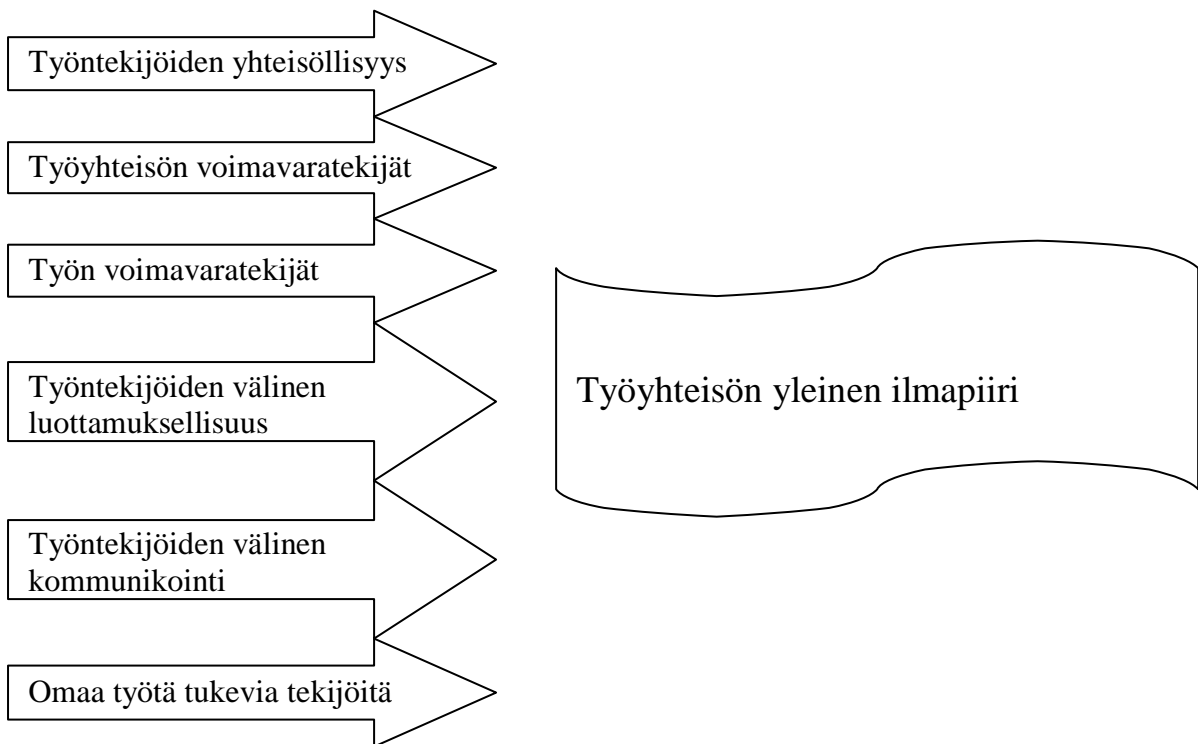 Työntekijöiden yhteisöllisyys
Työyhteisön voimavaratekijät
Työn voimavaratekijät
Työntekijöiden välinen
luottamuksellisuus
Työntekijöiden välinen
kommunikointi
Omaa työtä tukevia tekijöitä
Työyhteisön yleinen ilmapiiri